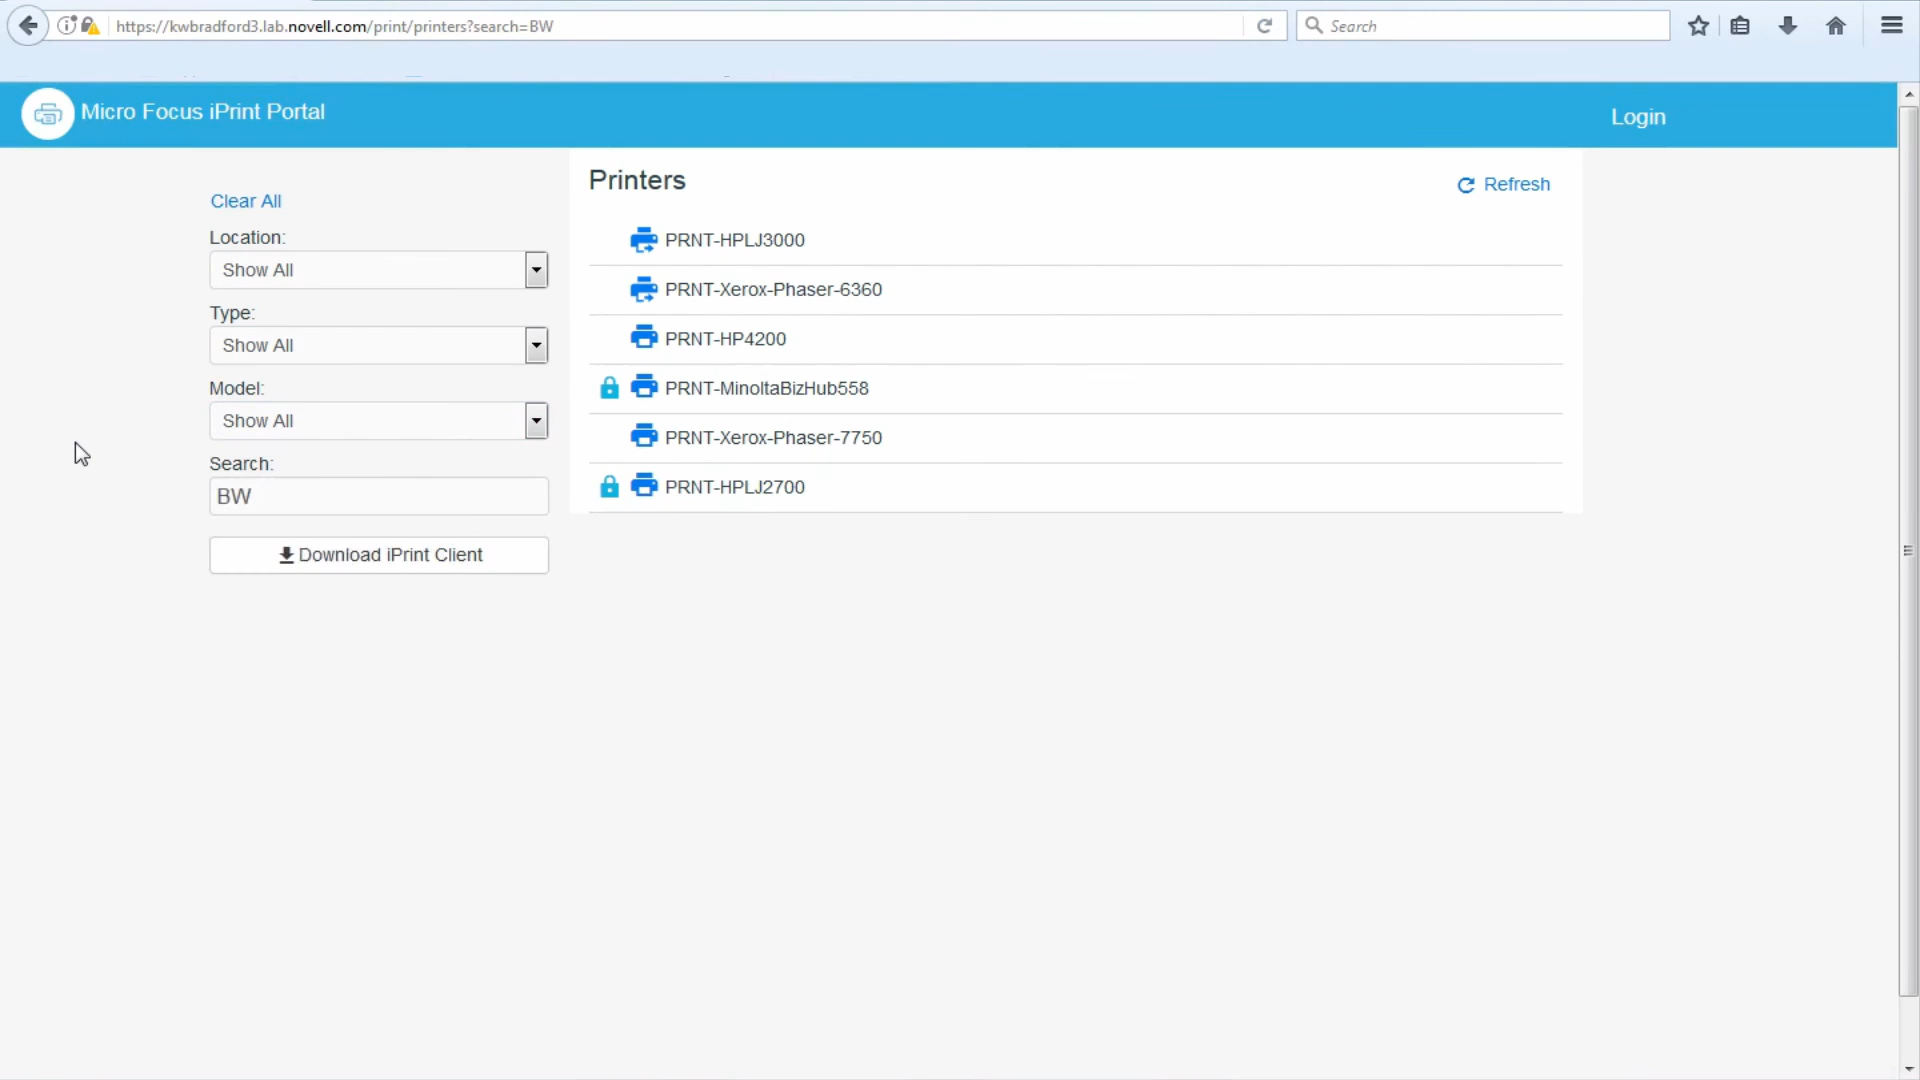 https://kwbradford3.lab.novell.com/print/printers?search=BW
Search
Micro Focus iPrint Portal
Login
Clear All
Location:
Show All
Type:
Show All
Model:
Show All
Search:
BW
Download iPrint Client
Printers
Refresh
PRNT-HPLJ3000
PRNT-Xerox-Phaser-6360
PRNT-HP4200
PRNT-MinoltaBizHub558
PRNT-Xerox-Phaser-7750
PRNT-HPLJ2700